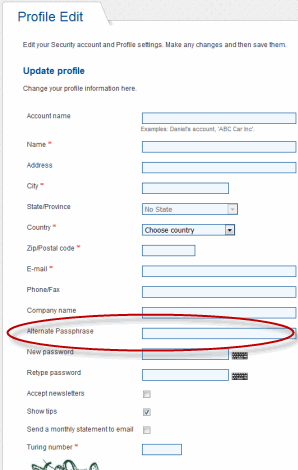 Profile Edit
Edit your Security account and Profile settings. Make any changes and then save them.
Update profile
Change your profile information here.
Account name
Examples: Daniel's account, 'ABC Car Inc'.
Name *
Address
City *
State/Province
No State
Country *
Choose country
Zip/Postal code *
E-mail *
Phone/Fax
Company name
Alternate Passphrase
New password
Retype password
Accept newsletters
Show tips
Send a monthly statement to email
Turing number *